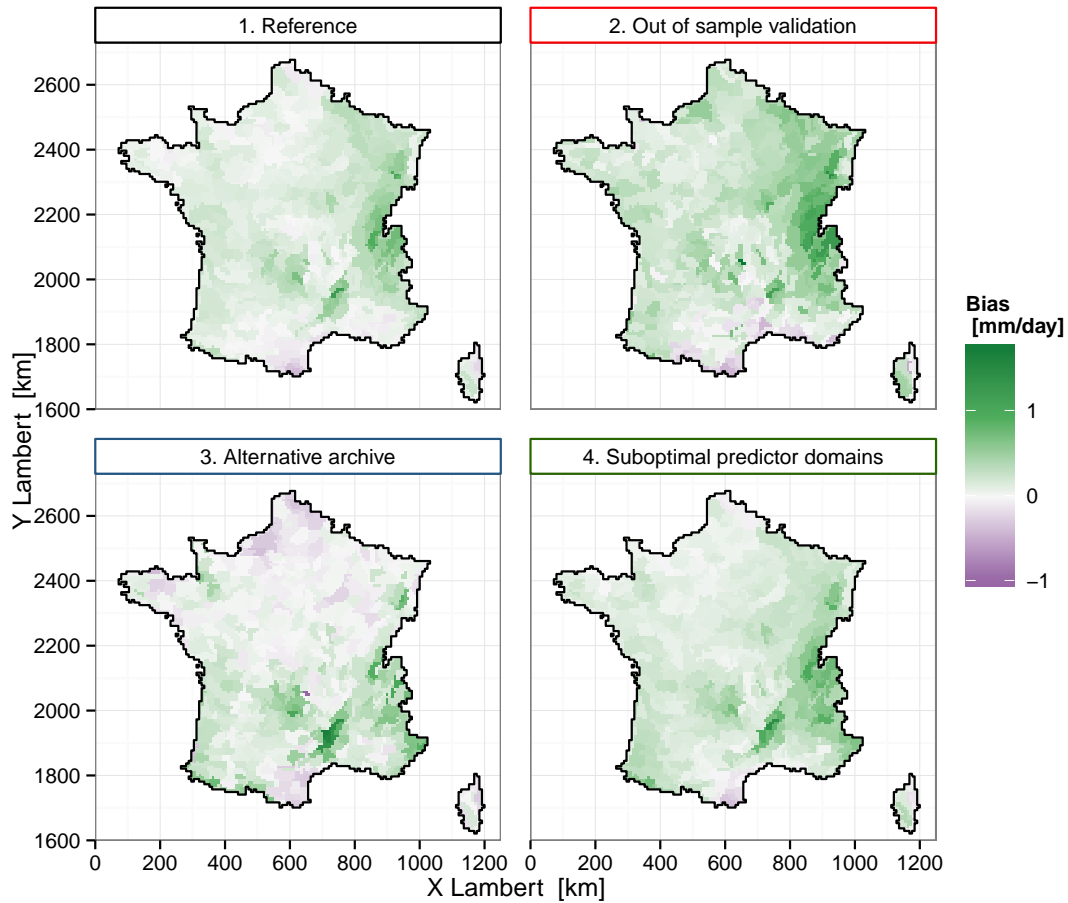 1. Reference
2. Out of sample validation
2600
2400
2200
2000
1800
1600
3. Alternative archive
4. Suboptimal predictor domains
2600
2400
2200
2000
1800
1600
0 200 400 600 800 1000 1200
0 200 400 600 800 1000 1200
X Lambert [km]
Y Lambert [km]
Bias
[mm/day]
1
0
−1